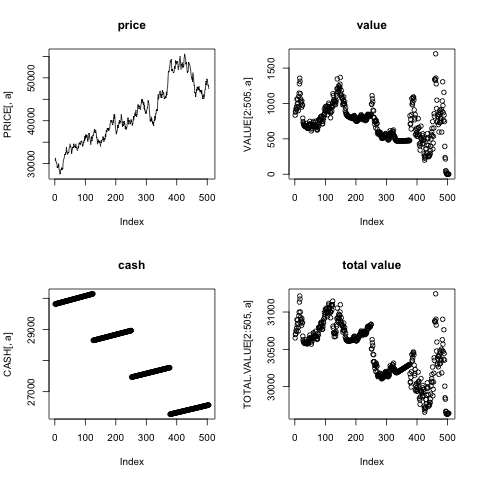 price
PRICE[, a]
30000
40000
50000
0 100 200 300 400 500
Index
value
VALUE[2:505, a]
0
500
1000
1500
0 100 200 300 400 500
Index
cash
CASH[, a]
27000
29000
0 100 200 300 400 500
Index
total value
TOTAL.VALUE[2:505, a]
30000
30500
31000
0 100 200 300 400 500
Index